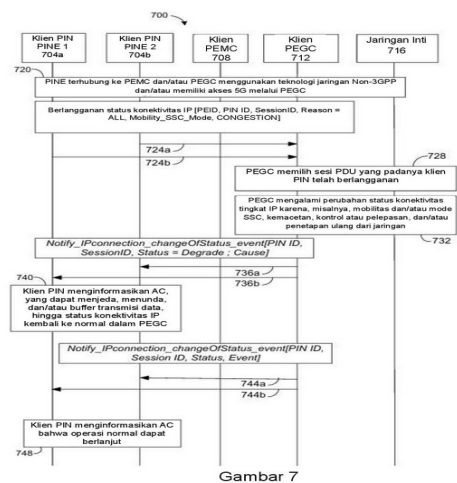 700
Klien PIN
PINE 1
704a
Klien PIN
PINE 2
704b
Klien
PEMC
708
Klien
PEGC
712
Jaringan Inti
716
720
PINE terhubung ke PEMC dan/atau PEGC menggunakan teknologi jaringan Non-3GPP
dan/atau memiliki akses 5G melalui PEGC
Berlangganan status konektivitas IP [PEID, PIN ID, SessionID, Reason =
ALL, Mobility_SSC_Mode, CONGESTION]
724a
724b
728
PEGC memilih sesi PDU yang padanya klien
PIN telah berlangganan
PEGC mengalami perubahan status konektivitas
tingkat IP karena, misalnya, mobilitas dan/atau mode
SSC, kemacetan, kontrol atau pelepasan, dan/atau
penetapan ulang dari jaringan
732
Notify_IPconnection_changeOfStatus_event[PIN ID,
SessionID, Status = Degrade ; Cause]
736a
736b
740
Klien PIN menginformasikan AC,
yang dapat menjeda, menunda,
dan/atau buffer transmisi data,
hingga status konektivitas IP
kembali ke normal dalam PEGC
Notify_IPconnection_changeOfStatus_event[PIN ID,
Session ID, Status, Event]
744a
744b
Klien PIN menginformasikan AC
bahwa operasi normal dapat
berlanjut
748
Gambar 7